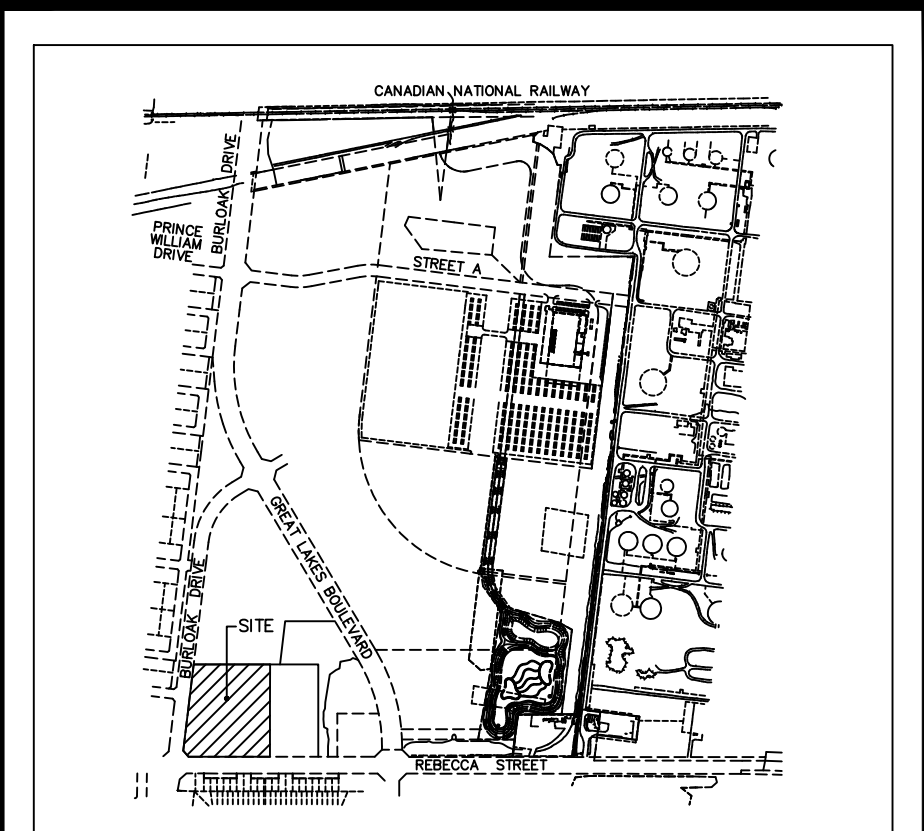 CANADIAN NATIONAL RAILWAY
BURLOAK DRIVE
PRINCE
WILLIAM
DRIVE
STREET A
GREAT LAKES BOULEVARD
BURLOAK DRIVE
SITE
REBECCA STREET